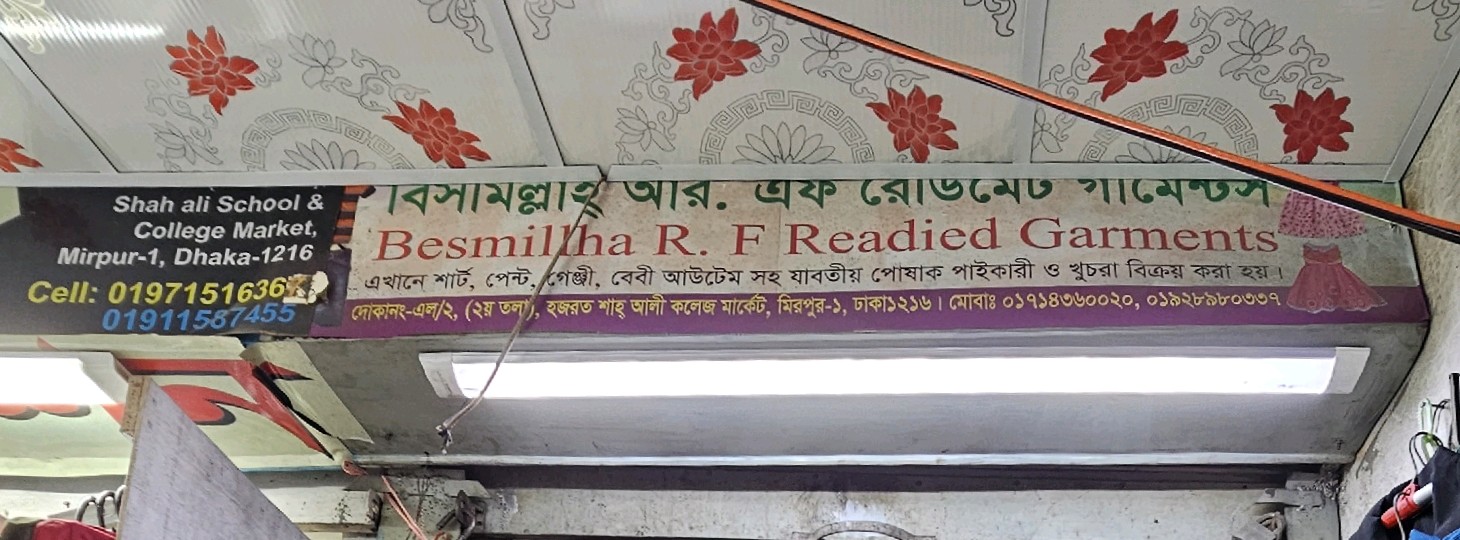 Shah ali School &
College Market,
Mirpur-1, Dhaka-1216
Cell: 0197151636
01911587455
বিসমিল্লাহ্ আর. এফ রেডিমেট গার্মেন্টস
Besmillha R. F Readied Garments
এখানে শার্ট, পেন্ট, গেঞ্জী, বেবী আউটেম সহ যাবতীয় পোষাক পাইকারী ও খুচরা বিক্রয় করা হয়।
দোকানং-এল/২, (২য় তলা), হজরত শাহ্ আলী কলেজ মার্কেট, মিরপুর-১, ঢাকা১২১৬। মোবাঃ ০১৭১৪৩৬০০২০, ০১৯২৮৯৮০৩৩৭